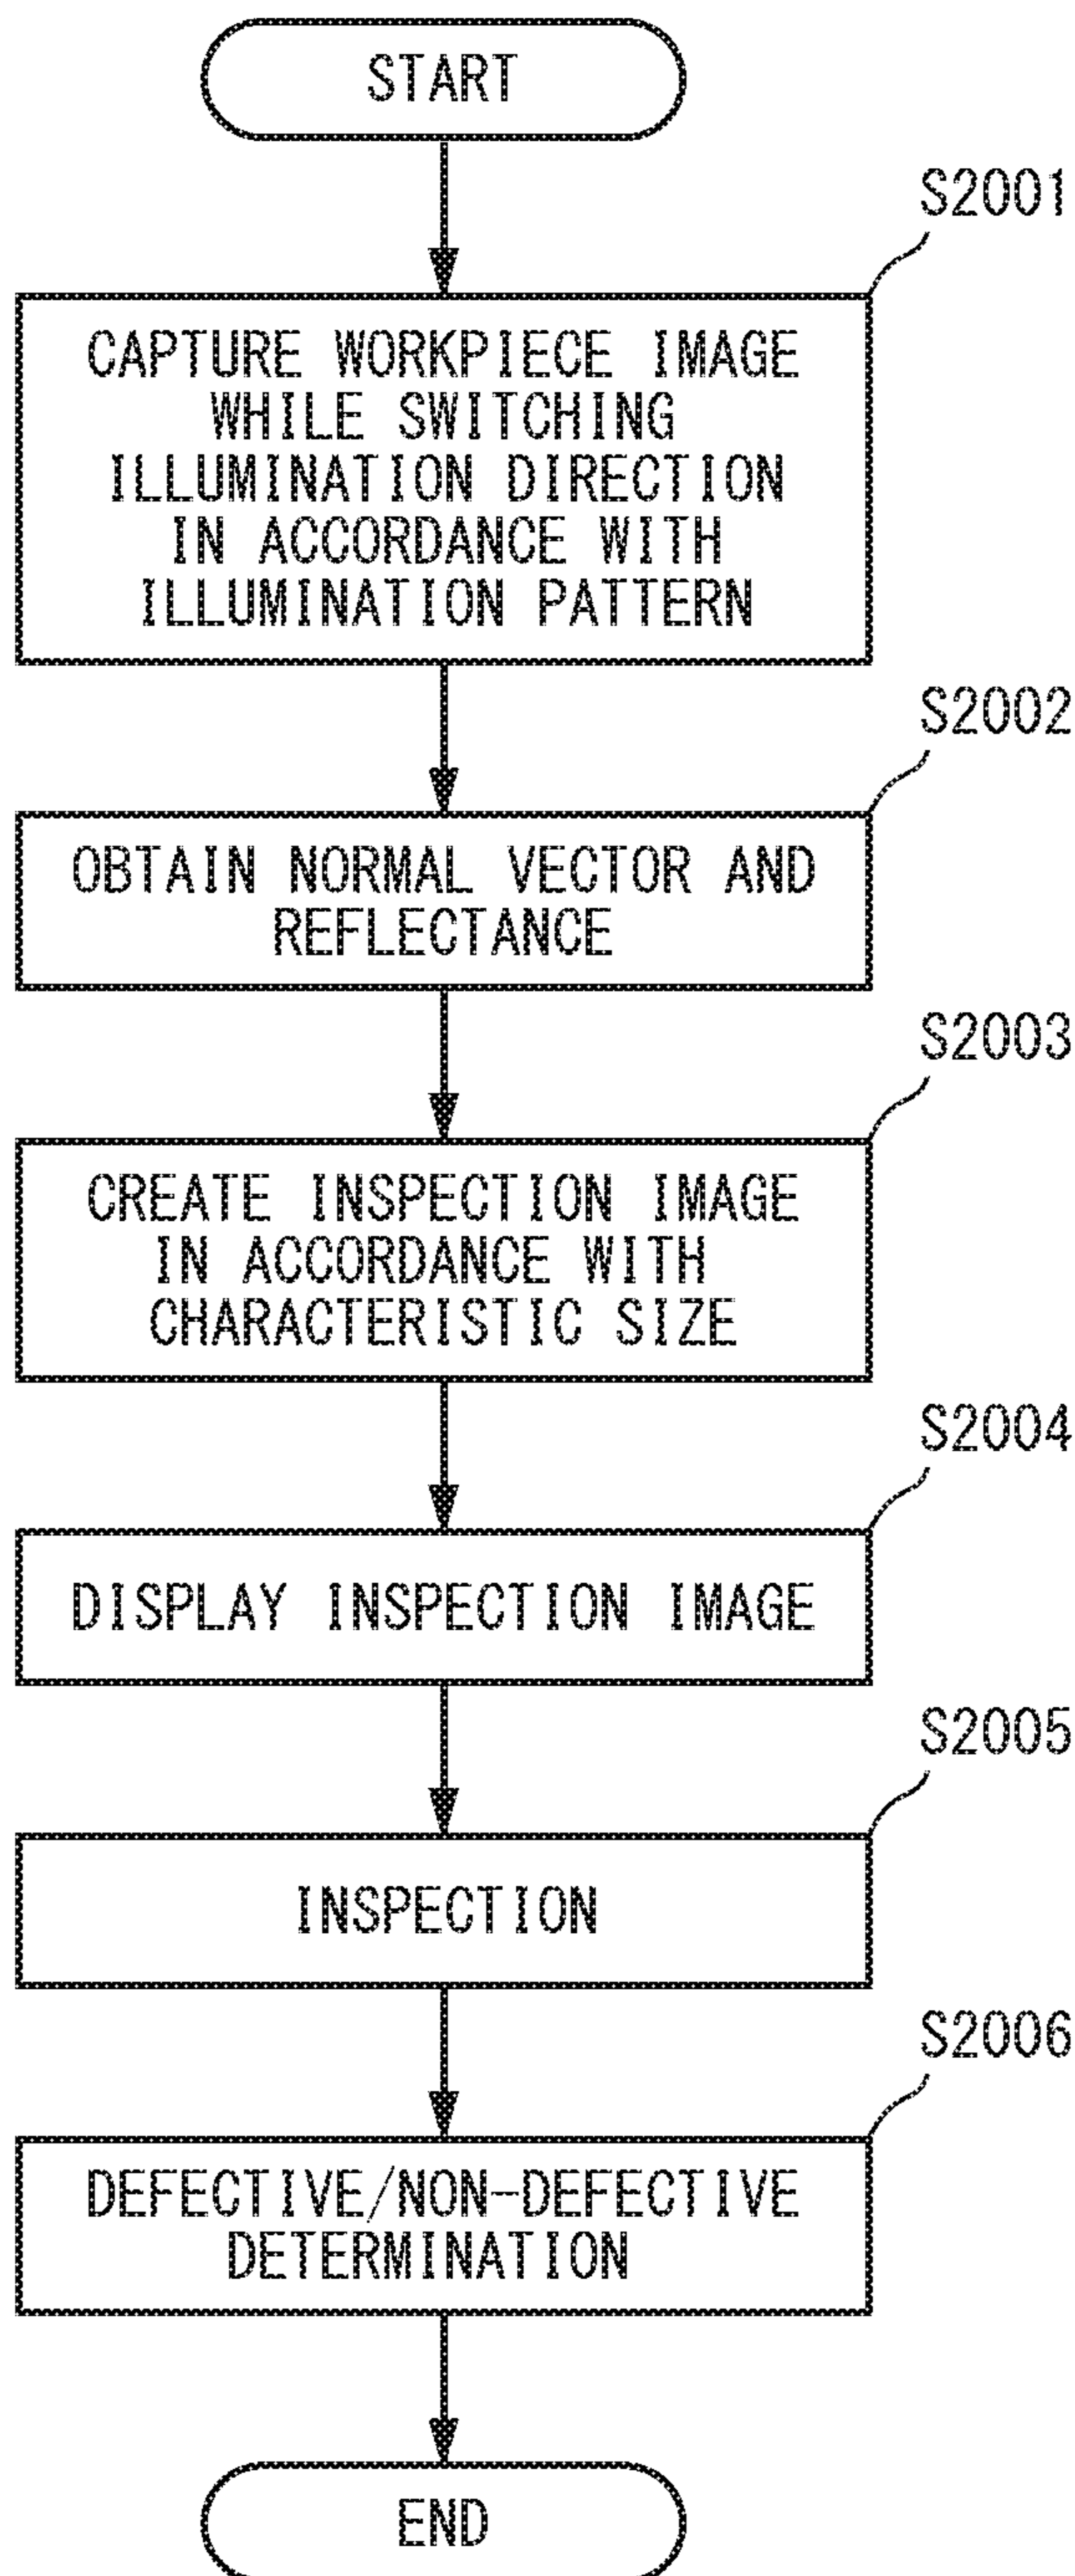 START
S2001
CAPTURE WORKPIECE IMAGE
WHILE SWITCHING
ILLUMINATION DIRECTION
IN ACCORDANCE WITH
ILLUMINATION PATTERN
S2002
OBTAIN NORMAL VECTOR AND
REFLECTANCE
S2003
CREATE INSPECTION IMAGE
IN ACCORDANCE WITH
CHARACTERISTIC SIZE
S2004
DISPLAY INSPECTION IMAGE
S2005
INSPECTION
S2006
DEFECTIVE/NON-DEFECTIVE
DETERMINATION
END